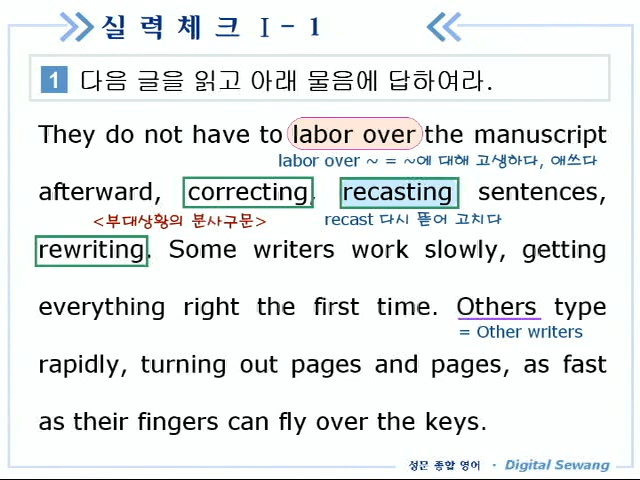 실 력 체 크 I - 1
1 다음 글을 읽고 아래 물음에 답하여라.
They do not have to labor over the manuscript
labor over ~ = ~에 대해 고생하다, 애쓰다
afterward, correcting, recasting sentences,
<부대상황의 분사구문> recast 다시 뜯어 고치다
rewriting. Some writers work slowly, getting
everything right the first time. Others type
= Other writers
rapidly, turning out pages and pages, as fast
as their fingers can fly over the keys.
정문 종합 영어 · Digital Sewang